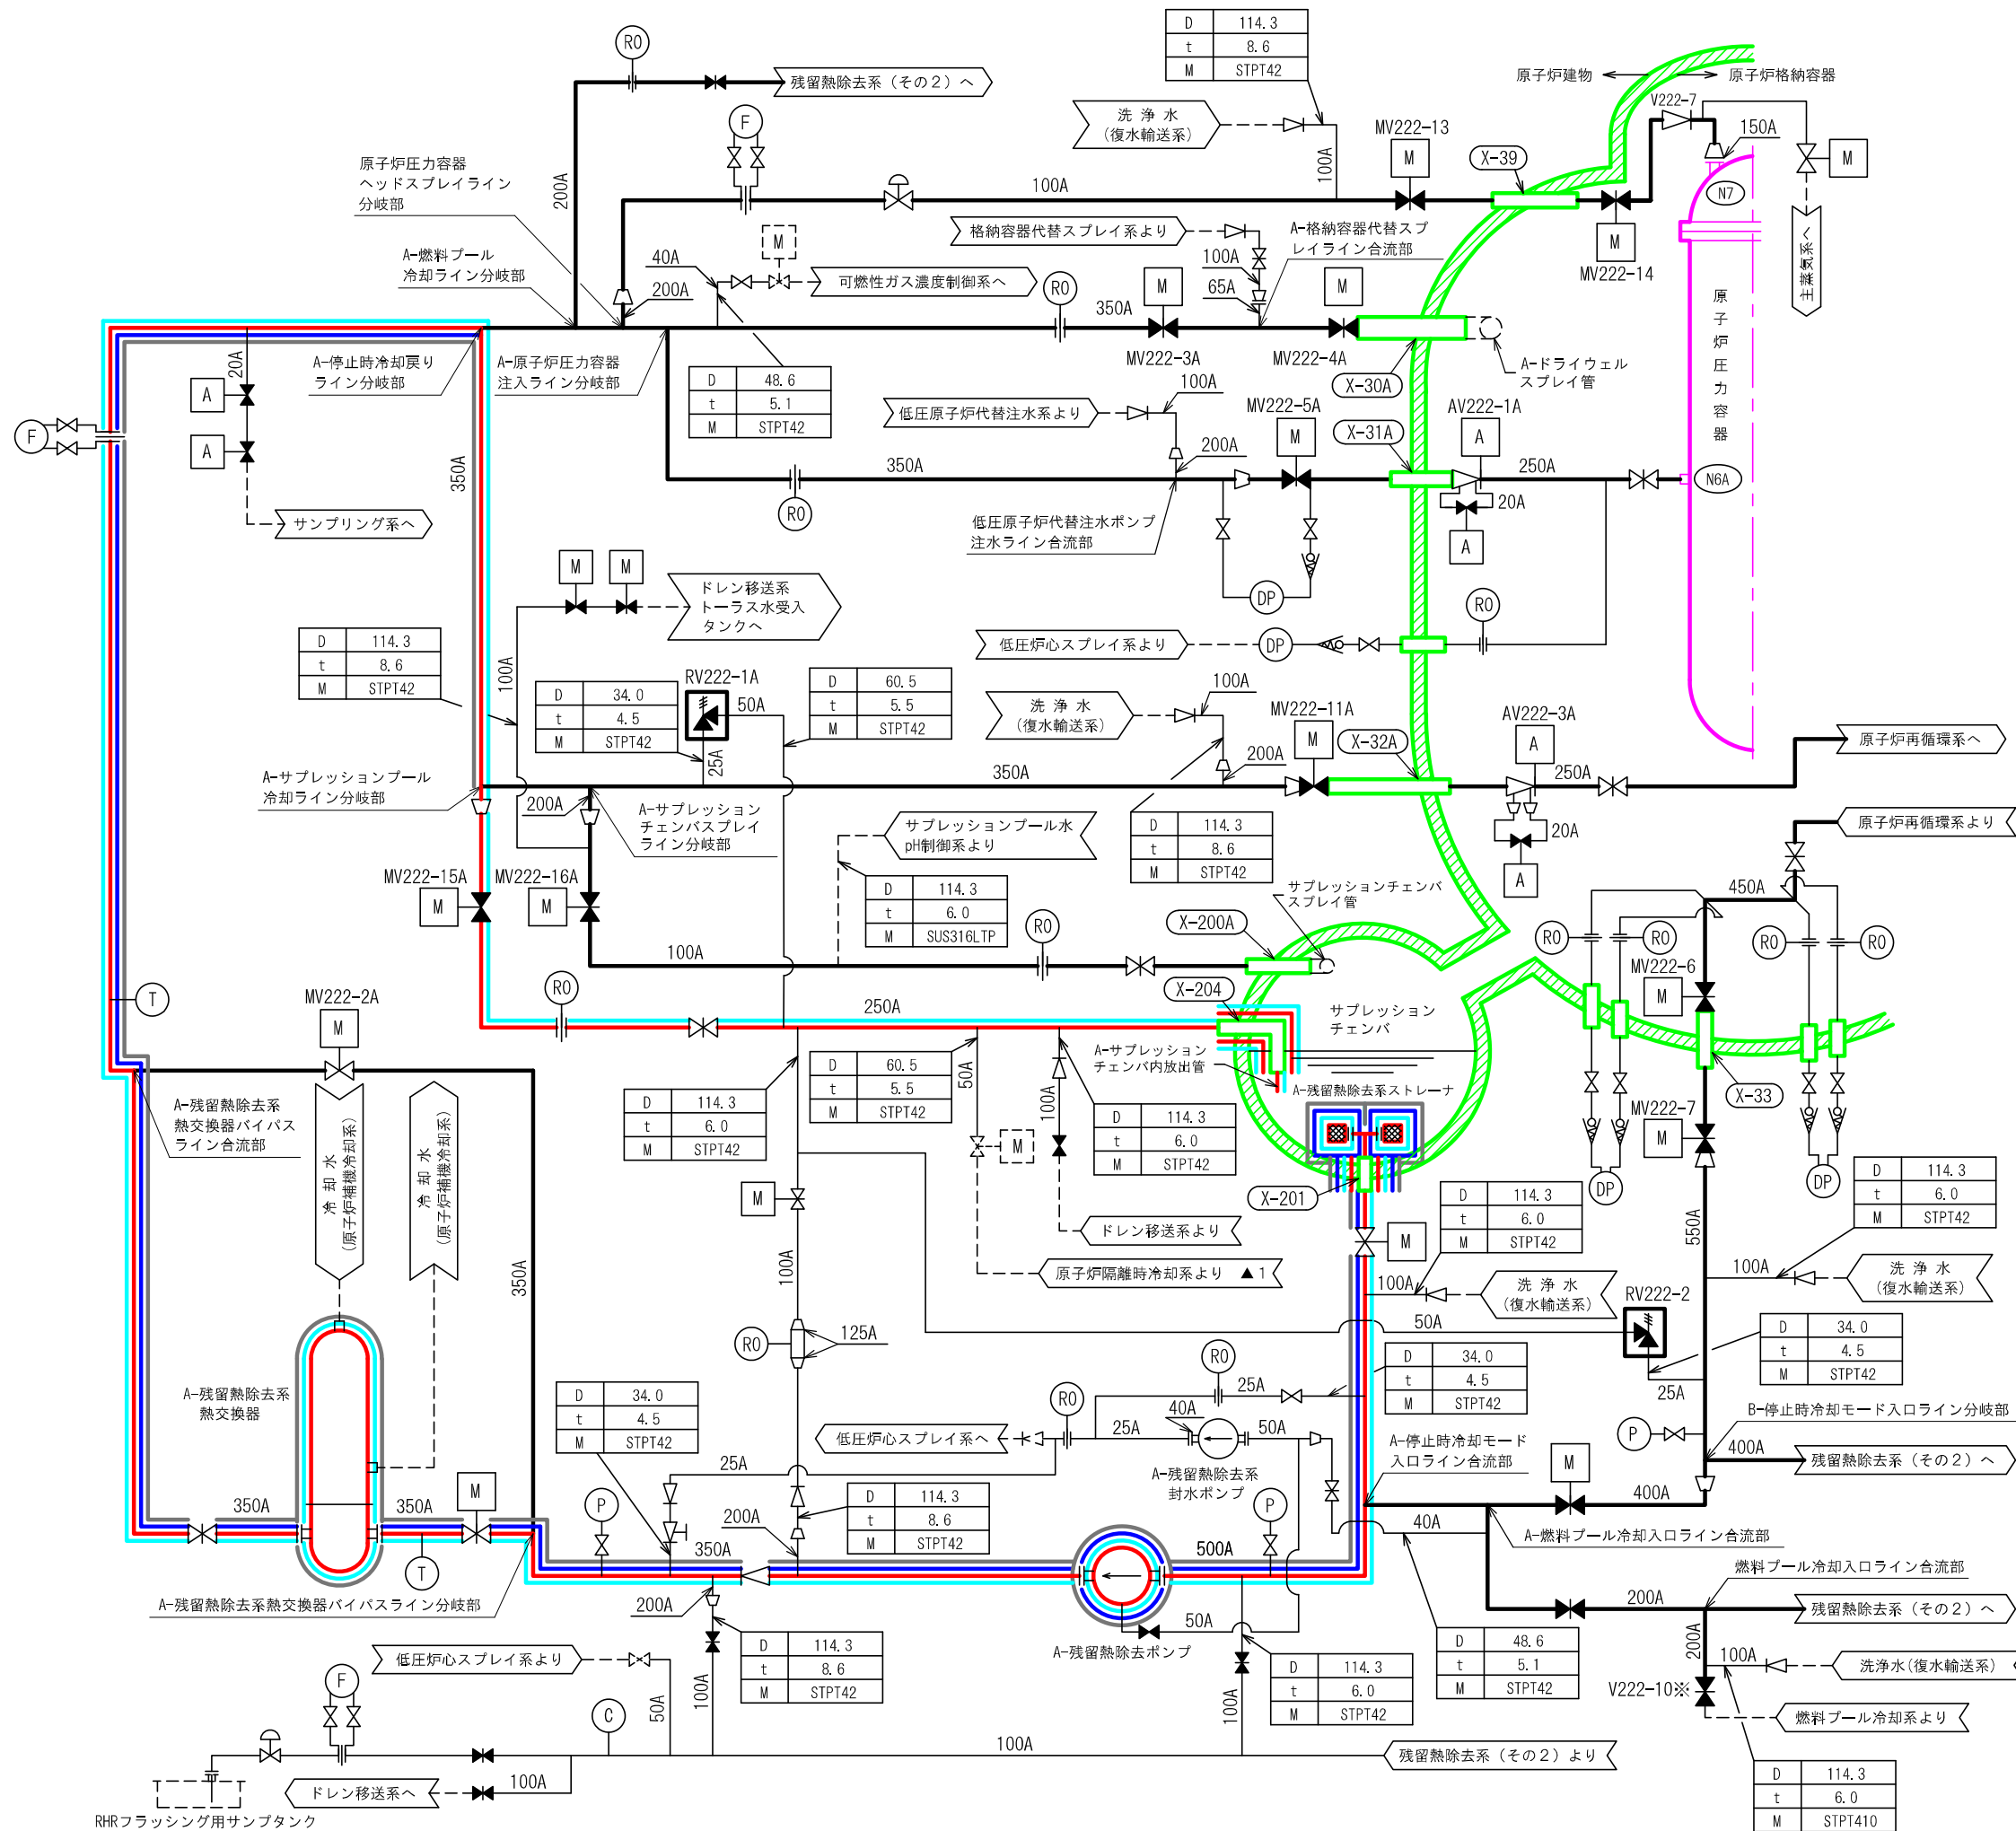 D 114.3
t 8.6
M STPT42
RO
残留熱除去系（その２）へ
原子炉建物
原子炉格納容器
V222-7
洗 浄 水
(復水輸送系)
F
MV222-13
M
X-39
150A
M
N7
原子炉圧力容器
ヘッドスプレイライン
分岐部
200A
100A
100A
格納容器代替スプレイ系より
A-格納容器代替スプ
レイライン合流部
M
MV222-14
主蒸気系へ
A-燃料プール
冷却ライン分岐部
M
40A
200A
可燃性ガス濃度制御系へ
100A
65A
RO
350A
M
M
原子炉圧力容器
MV222-3A
MV222-4A
A-ドライウェル
スプレイ管
20A
A-停止時冷却戻り
ライン分岐部
A-原子炉圧力容器
注入ライン分岐部
D 48.6
t 5.1
M STPT42
100A
X-30A
A
低圧原子炉代替注水系より
MV222-5A
M
X-31A
AV222-1A
A
F
A
350A
350A
200A
250A
N6A
RO
20A
サンプリング系へ
低圧原子炉代替注水ポンプ
注水ライン合流部
A
M
M
ドレン移送系
トーラス水受入
タンクへ
DP
RO
D 114.3
t 8.6
M STPT42
低圧炉心スプレイ系より
DP
100A
D 34.0
t 4.5
M STPT42
RV222-1A
50A
D 60.5
t 5.5
M STPT42
洗 浄 水
(復水輸送系)
100A
MV222-11A
M
X-32A
AV222-3A
A
原子炉再循環へ
25A
350A
200A
250A
A-サプレッションプール
冷却ライン分岐部
200A
A-サプレッション
チェンバスプレイ
ライン分岐部
サプレッションプール水
pH制御系より
D 114.3
t 8.6
M STPT42
20A
A
原子炉再循環系より
MV222-15A
M
MV222-16A
M
D 114.3
t 6.0
M SUS316LTP
サプレッションチェンバ
スプレイ管
450A
100A
RO
X-200A
RO
RO
RO
RO
MV222-6
M
RO
X-204
サプレッション
チェンバ
T
MV222-2A
M
250A
A-サプレッション
チェンバ内放出管
A-残留熱除去系ストレーナ
D 114.3
t 6.0
M STPT42
D 60.5
t 5.5
M STPT42
50A
100A
D 114.3
t 6.0
M STPT42
MV222-7
M
X-33
A-残留熱除去系
熱交換器バイパス
ライン合流部
冷 却 水
(原子炉補機冷却系)
冷 却 水
(原子炉補機冷却系)
M
M
X-201
DP
DP
D 114.3
t 6.0
M STPT42
D 114.3
t 6.0
M STPT42
ドレン移送系より
M
550A
350A
100A
原子炉隔離時冷却系より ▲１
100A
洗 浄 水
(復水輸送系)
100A
洗 浄 水
(復水輸送系)
RV222-2
50A
RO
125A
D 34.0
t 4.5
M STPT42
A-残留熱除去系
熱交換器
D 34.0
t 4.5
M STPT42
RO
25A
D 34.0
t 4.5
M STPT42
25A
低圧炉心スプレイ系へ
RO
25A
40A
50A
A-停止時冷却モード
入口ライン合流部
P
B-停止時冷却モード入口ライン分岐部
400A
残留熱除去系（その２）へ
25A
A-残留熱除去系
封水ポンプ
M
400A
350A
350A
M
P
D 114.3
t 8.6
M STPT42
P
40A
A-燃料プール冷却入口ライン合流部
200A
350A
500A
T
燃料プール冷却入口ライン合流部
A-残留熱除去系熱交換器バイパスライン分岐部
200A
50A
200A
残留熱除去系（その２）へ
A-残留熱除去ポンプ
D 114.3
t 8.6
M STPT42
D 114.3
t 6.0
M STPT42
D 48.6
t 5.1
M STPT42
200A
100A
洗浄水(復水輸送系)
低圧炉心スプレイ系より
V222-10※
燃料プール冷却系より
F
C
50A
100A
100A
100A
残留熱除去系（その２）より
ドレン移送系へ
100A
RHRフラッシング用サンプタンク
D 114.3
t 6.0
M STPT410